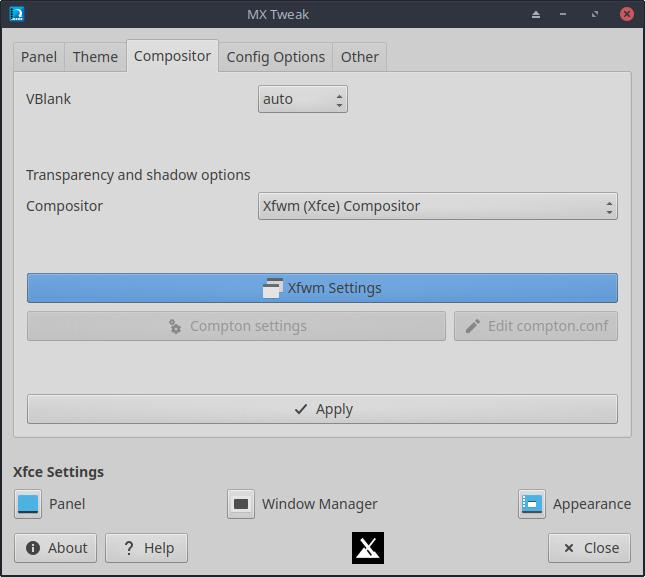 MX Tweak
Panel Theme Compositor Config Options Other
VBlank auto
Transparency and shadow options
Compositor Xfwm (Xfce) Compositor
Xfwm Settings
Compton settings Edit compton.conf
Apply
Xfce Settings
Panel Window Manager Appearance
About ? Help Close